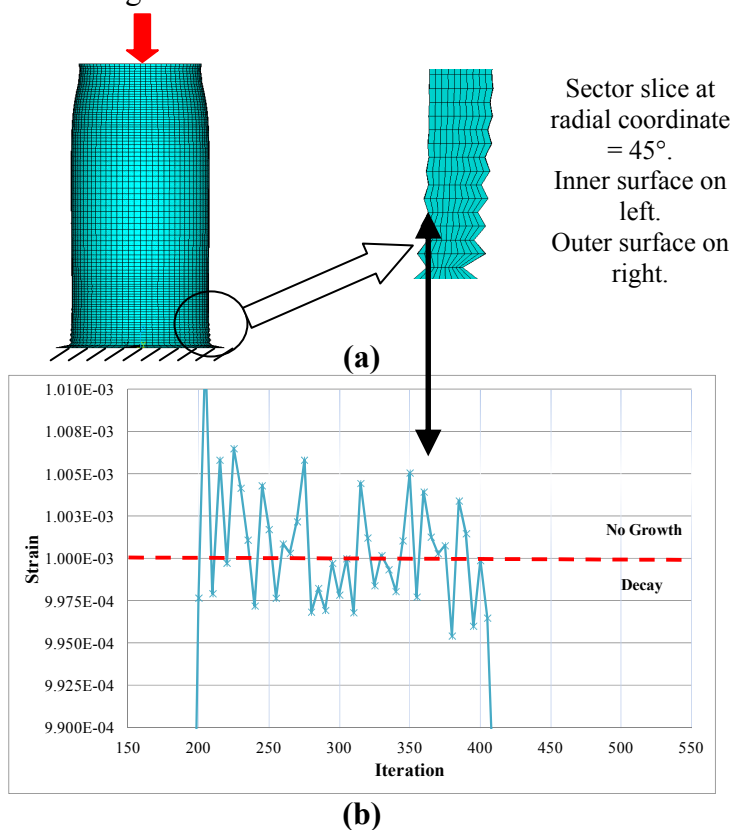 Sector slice at
radial coordinate
= 45°.
Inner surface on
left.
Outer surface on
right.
(a)
1.010E-03
1.008E-03
1.005E-03
1.003E-03
1.000E-03
9.975E-04
9.950E-04
9.925E-04
9.900E-04
Strain
No Growth
Decay
150 200 250 300 350 400 450 500 550
Iteration
(b)